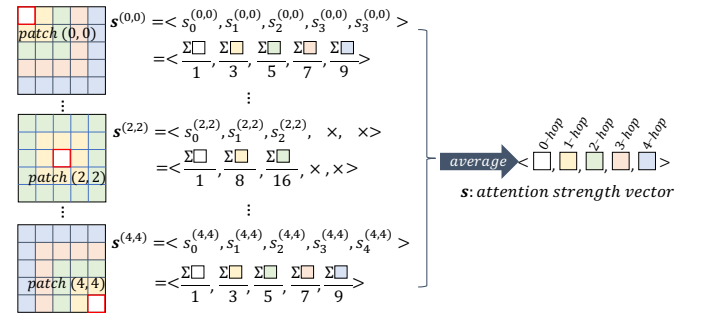 patch (0, 0)
𝒔^(0,0) =< s_0^(0,0), s_1^(0,0), s_2^(0,0), s_3^(0,0), s_3^(0,0) >
=< Σ□/1, Σ□/3, Σ□/5, Σ□/7, Σ□/9 >
⋮
⋮
patch (2, 2)
𝒔^(2,2) =< s_0^(2,2), s_1^(2,2), s_2^(2,2), ×, ×>
=< Σ□/1, Σ□/8, Σ□/16, ×, ×>
⋮
⋮
patch (4, 4)
𝒔^(4,4) =< s_0^(4,4), s_1^(4,4), s_2^(4,4), s_3^(4,4), s_4^(4,4) >
=< Σ□/1, Σ□/3, Σ□/5, Σ□/7, Σ□/9 >
average
0-hop 1-hop 2-hop 3-hop 4-hop
< □, □, □, □, □ >
𝒔: attention strength vector